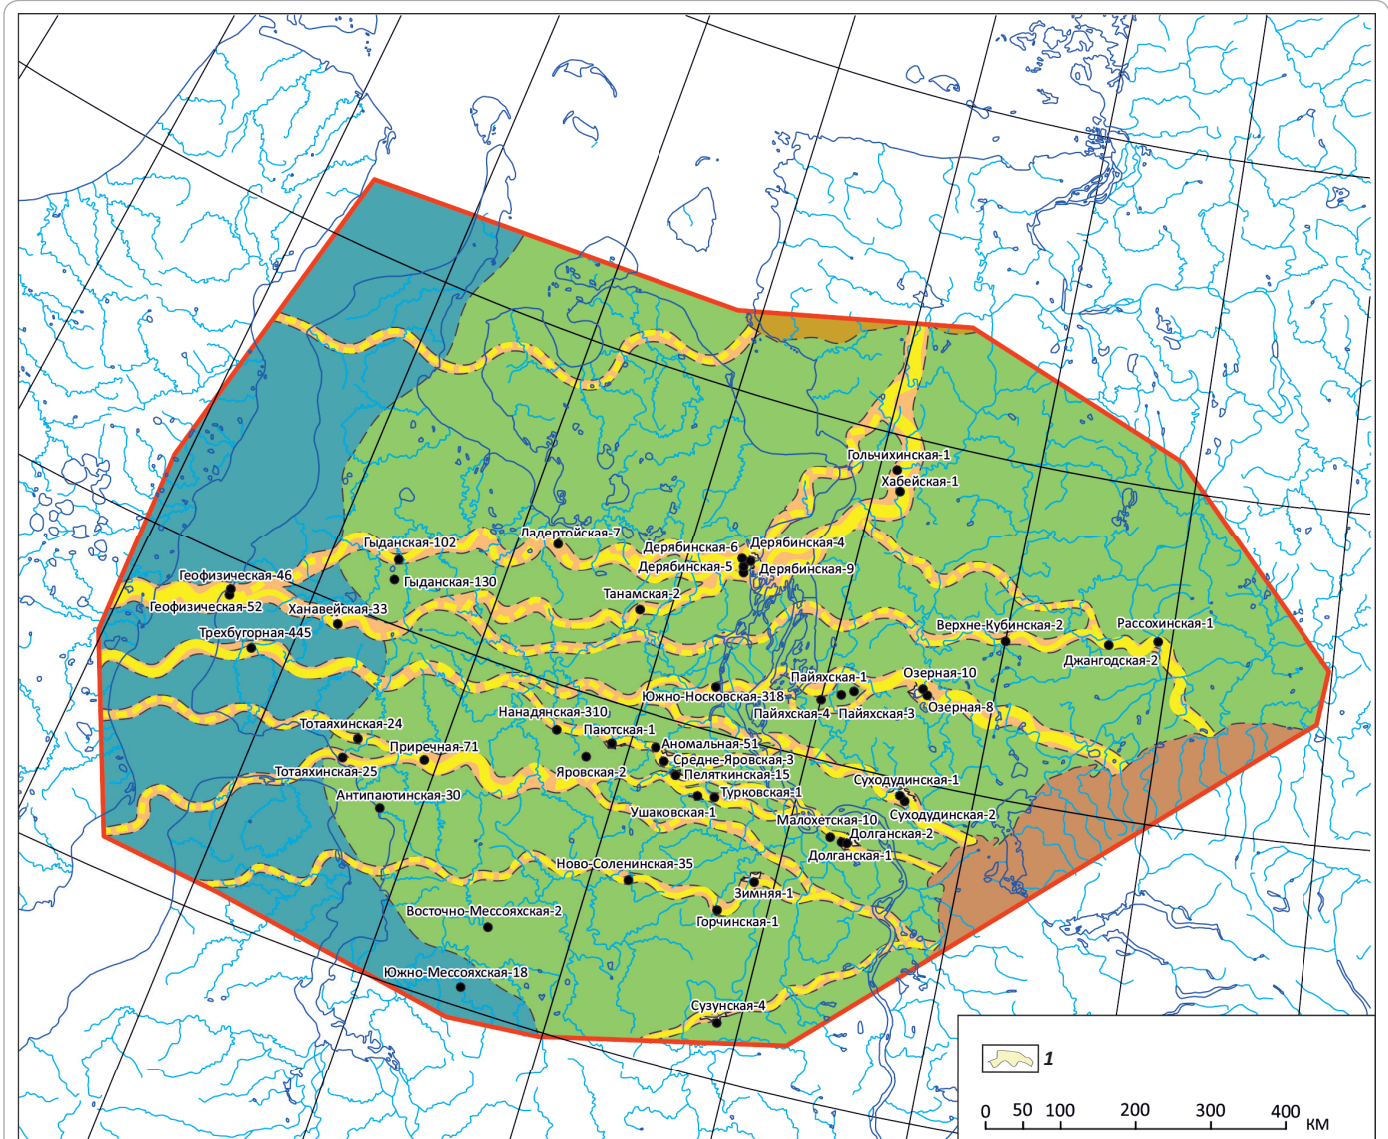 Гольчихинская-1
Хабейская-1
Гыданская-102
Ладертойская-7
Дерябинская-6
Дерябинская-4
Дерябинская-5
Дерябинская-9
Геофизическая-46
Гыданская-130
Танамская-2
Геофизическая-52
Ханавейская-33
Трехбугорная-445
Верхне-Кубинская-2
Рассохинская-1
Джангодская-2
Пайяхская-1
Озерная-10
Южно-Носковская-318
Озерная-8
Нанадянская-310
Пайяхская-4
Пайяхская-3
Тотаяхинская-24
Паютская-1
Аномальная-51
Приречная-71
Средне-Яровская-3
Тотаяхинская-25
Яровская-2
Пеляткинская-15
Суходудинская-1
Антипаютинская-30
Турковская-1
Ушаковская-1
Суходудинская-2
Малохетская-10
Долганская-2
Долганская-1
Ново-Соленинская-35
Зимняя-1
Восточно-Мессояхская-2
Горчинская-1
Южно-Мессояхская-18
Сузунская-4
1
0 50 100 200 300 400 КМ